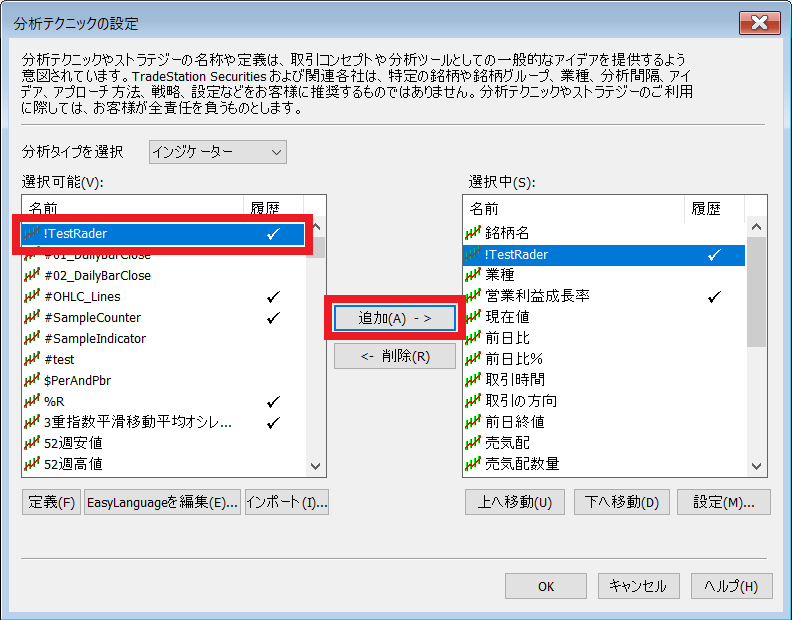 分析テクニックの設定
分析テクニックやストラテジーの名称や定義は、取引コンセプトや分析ツールとしての一般的なアイデアを提供するよう
意図されています。TradeStation Securities および関連各社は、特定の銘柄や銘柄グループ、業種、分析間隔、アイ
デア、アプローチ方法、戦略、設定などをお客様に推奨するものではありません。分析テクニックやストラテジーのご利用
に際しては、お客様が全責任を負うものとします。
分析タイプを選択
インジケーター
選択可能(V):
名前 履歴
!TestRader
#01_DailyBarClose
#02_DailyBarClose
#OHLC_Lines
#SampleCounter
#SampleIndicator
#test
$PerAndPbr
%R
3重指数平滑移動平均オシレ...
52週安値
52週高値
定義(F)
EasyLanguageを編集(E)...
インポート(I)...
追加(A) ->
<- 削除(R)
選択中(S):
名前 履歴
銘柄名
!TestRader
業種
営業利益成長率
現在値
前日比
前日比%
取引時間
取引の方向
前日終値
売気配
売気配数量
上へ移動(U)
下へ移動(D)
設定(M)...
OK
キャンセル
ヘルプ(H)